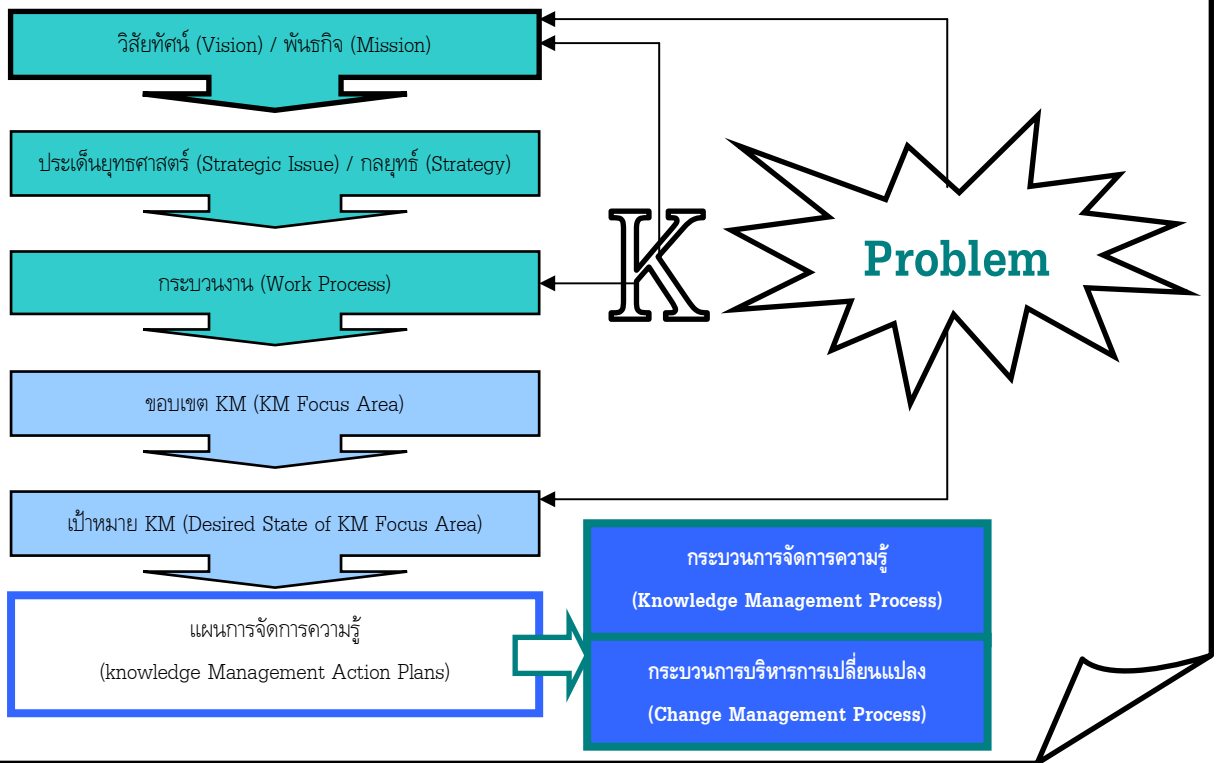 วิสัยทัศน์ (Vision) / พันธกิจ (Mission)
ประเด็นยุทธศาสตร์ (Strategic Issue) / กลยุทธ์ (Strategy)
กระบวนงาน (Work Process)
K
Problem
ขอบเขต KM (KM Focus Area)
เป้าหมาย KM (Desired State of KM Focus Area)
แผนการจัดการความรู้
(knowledge Management Action Plans)
กระบวนการจัดการความรู้
(Knowledge Management Process)
กระบวนการบริหารการเปลี่ยนแปลง
(Change Management Process)